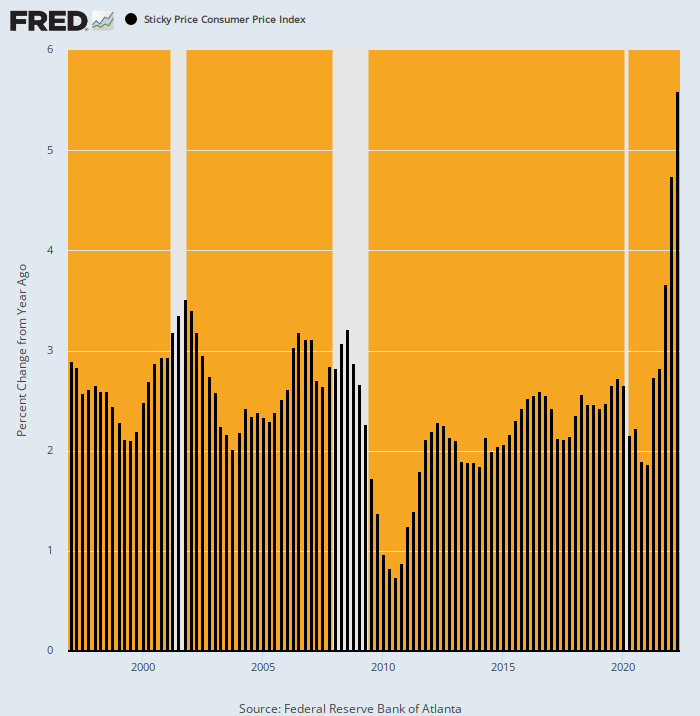 FRED
Sticky Price Consumer Price Index
6
5
4
3
2
1
0
Percent Change from Year Ago
2000 2005 2010 2015 2020
Source: Federal Reserve Bank of Atlanta